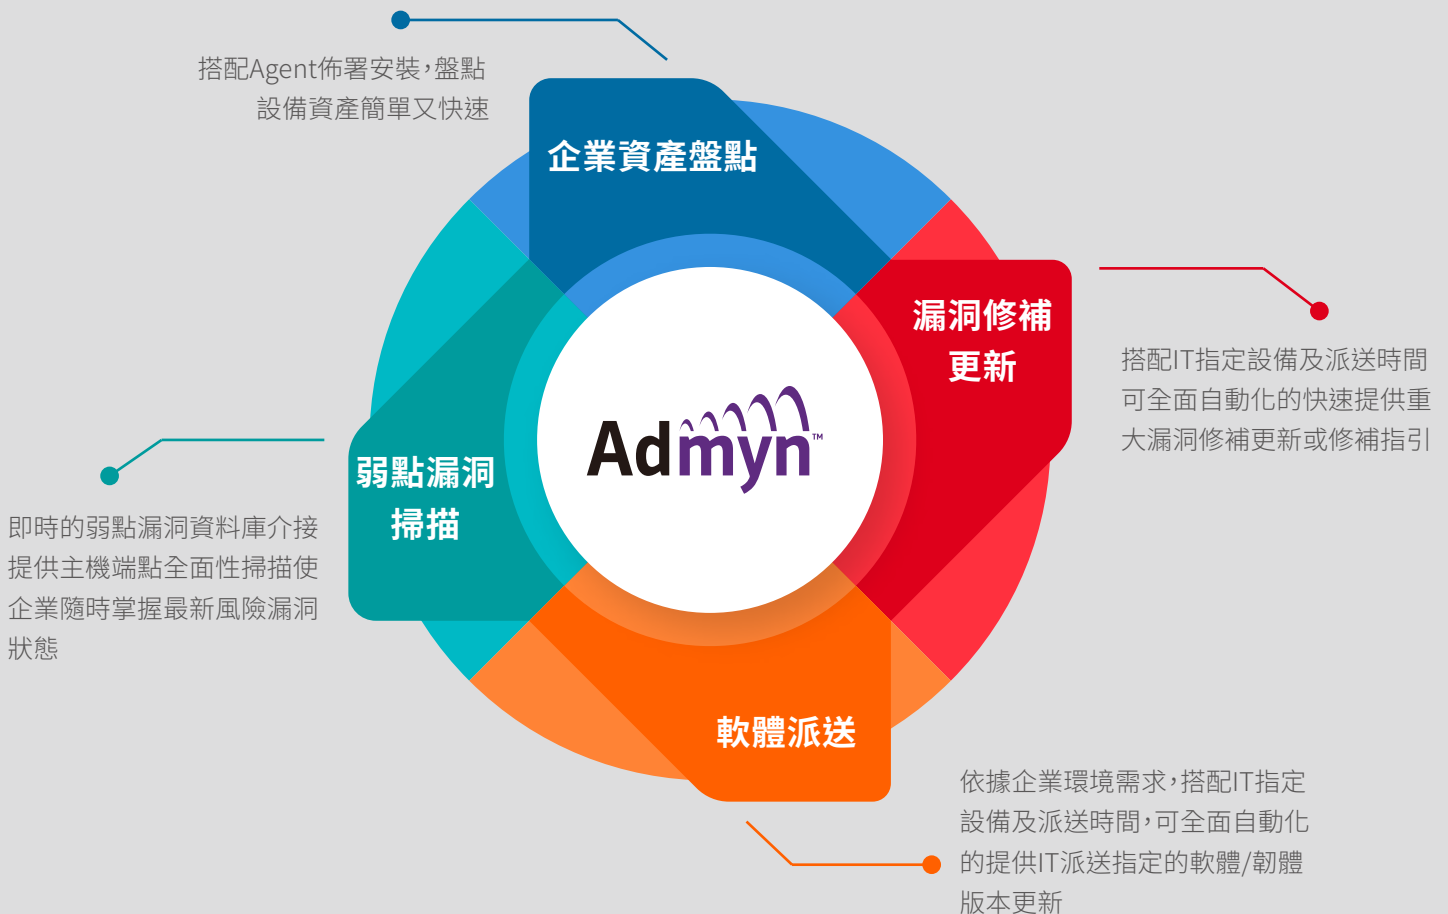 搭配Agent佈署安裝,盤點
設備資產簡單又快速
企業資產盤點
漏洞修補
更新
搭配IT指定設備及派送時間
可全面自動化的快速提供重
大漏洞修補更新或修補指引
Admyn™
弱點漏洞
掃描
即時的弱點漏洞資料庫介接
提供主機端點全面性掃描使
企業隨時掌握最新風險漏洞
狀態
軟體派送
依據企業環境需求,搭配IT指定
設備及派送時間,可全面自動化
的提供IT派送指定的軟體/韌體
版本更新